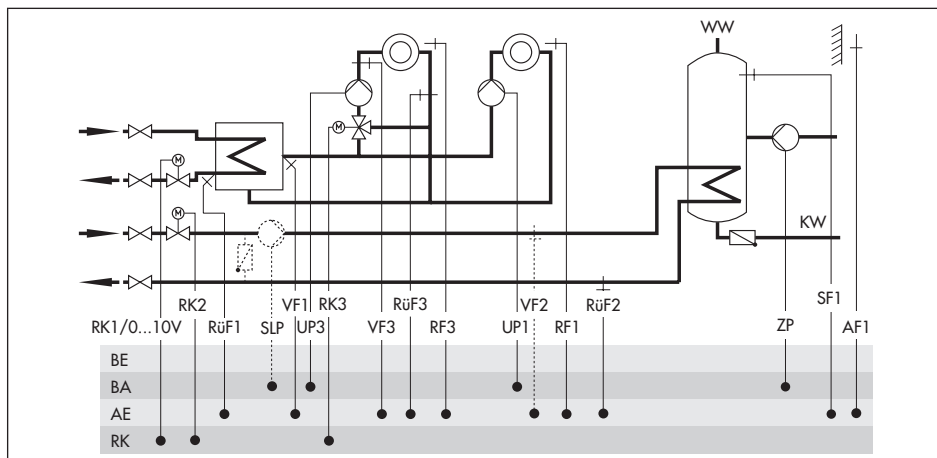 WW
M
M
M
KW
RK2 VF1 RK3 RüF3 VF2 RüF2 SF1
RK1/0...10V RüF1 SLP UP3 VF3 RF3 UP1 RF1 ZP AF1
BE
BA
AE
RK